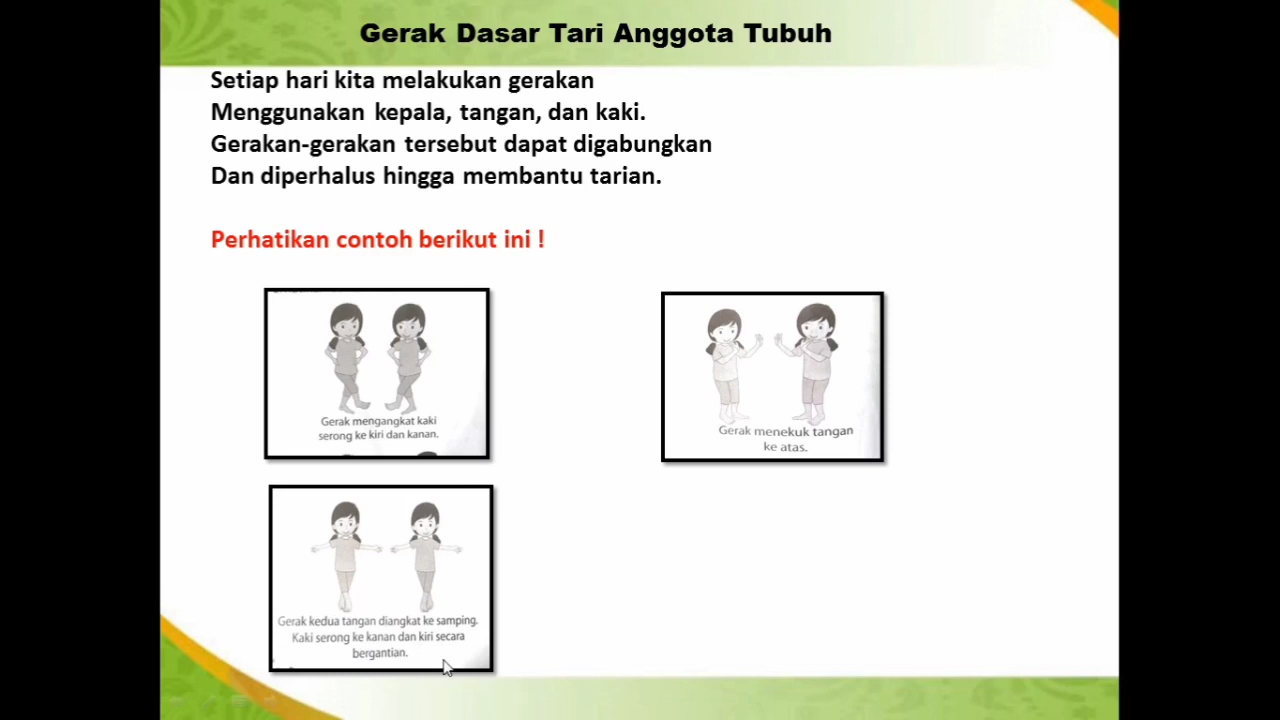 Gerak Dasar Tari Anggota Tubuh
Setiap hari kita melakukan gerakan
Menggunakan kepala, tangan, dan kaki.
Gerakan-gerakan tersebut dapat digabungkan
Dan diperhalus hingga membantu tarian.
Perhatikan contoh berikut ini !
Gerak mengangkat kaki
serong ke kiri dan kanan.
Gerak menekuk tangan
ke atas.
Gerak kedua tangan diangkat ke samping.
Kaki serong ke kanan dan kiri secara
bergantian.